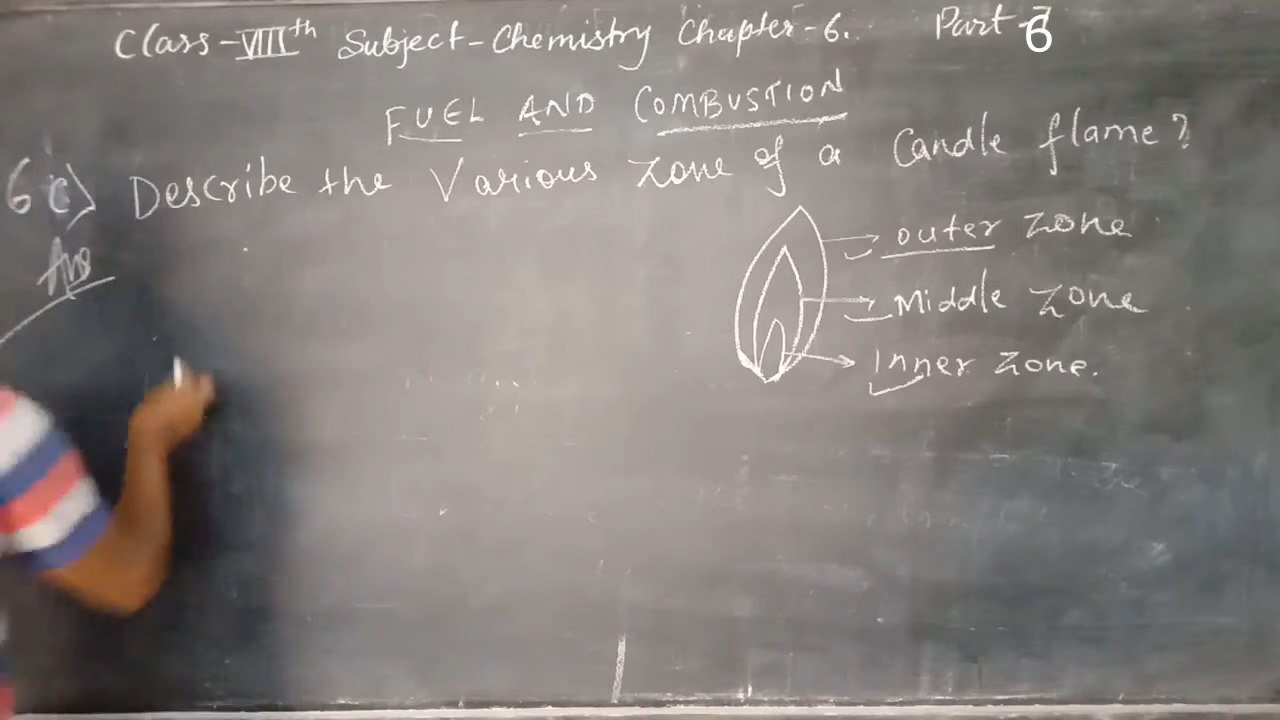 Class-VIIIth Subject-Chemistry Chapter-6. Part-6
FUEL AND COMBUSTION
6 c) Describe the Various Zone of a Candle flame?
Ans
outer zone
Middle zone
Inner zone.